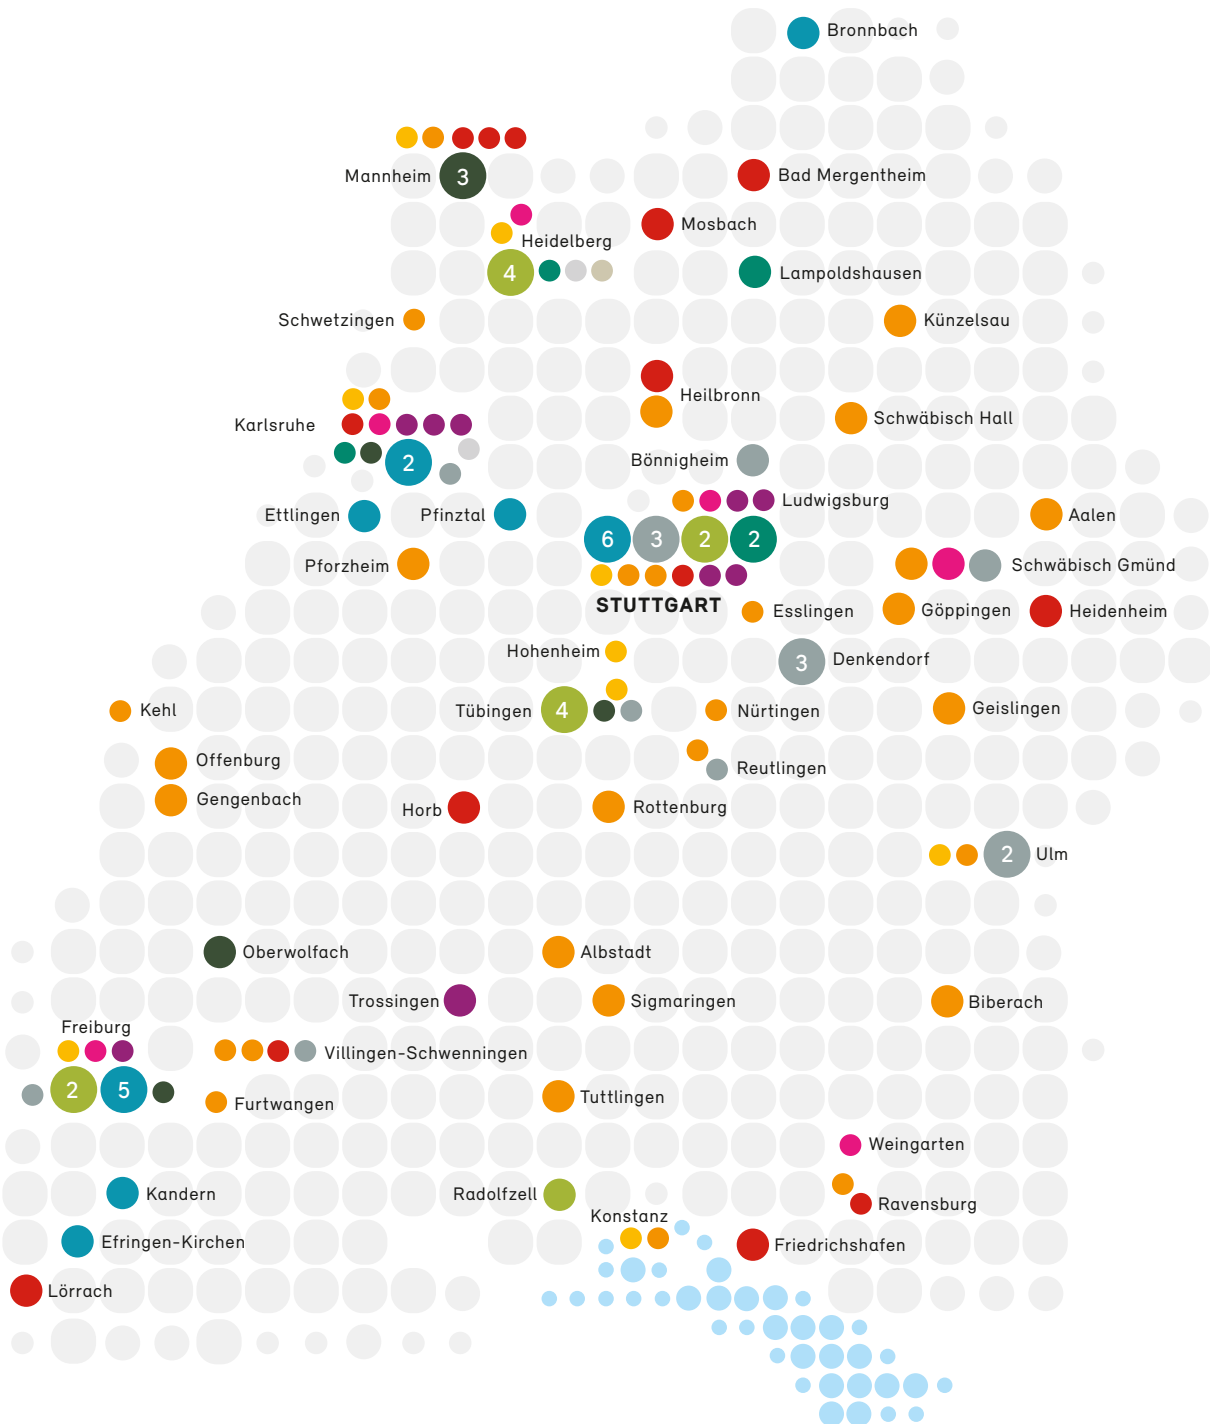 Bronnbach
Mannheim
3
Bad Mergentheim
Mosbach
Heidelberg
4
Lampoldshausen
Schwetzingen
Künzelsau
Heilbronn
Karlsruhe
Schwäbisch Hall
2
Bönnigheim
Ludwigsburg
Ettlingen
Pfinztal
Aalen
6
3
2
2
Pforzheim
Schwäbisch Gmünd
STUTTGART
Esslingen
Göppingen
Heidenheim
Hohenheim
3
Denkendorf
Kehl
Tübingen
4
Nürtingen
Geislingen
Offenburg
Reutlingen
Gengenbach
Horb
Rottenburg
2
Ulm
Oberwolfach
Albstadt
Trossingen
Sigmaringen
Biberach
Freiburg
Villingen-Schwenningen
2
5
Furtwangen
Tuttlingen
Weingarten
Kandern
Radolfzell
Ravensburg
Konstanz
Efringen-Kirchen
Friedrichshafen
Lörrach